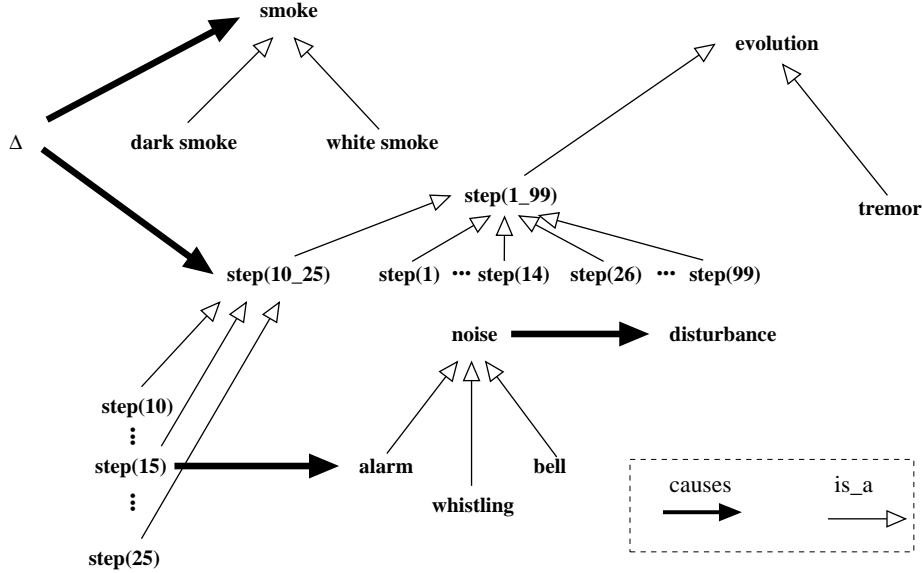 smoke
evolution
Δ
dark smoke
white smoke
step(1_99)
tremor
step(10_25)
step(1) ... step(14)
step(26) ... step(99)
noise
disturbance
step(10)
...
step(15)
alarm
bell
...
whistling
step(25)
causes
is_a